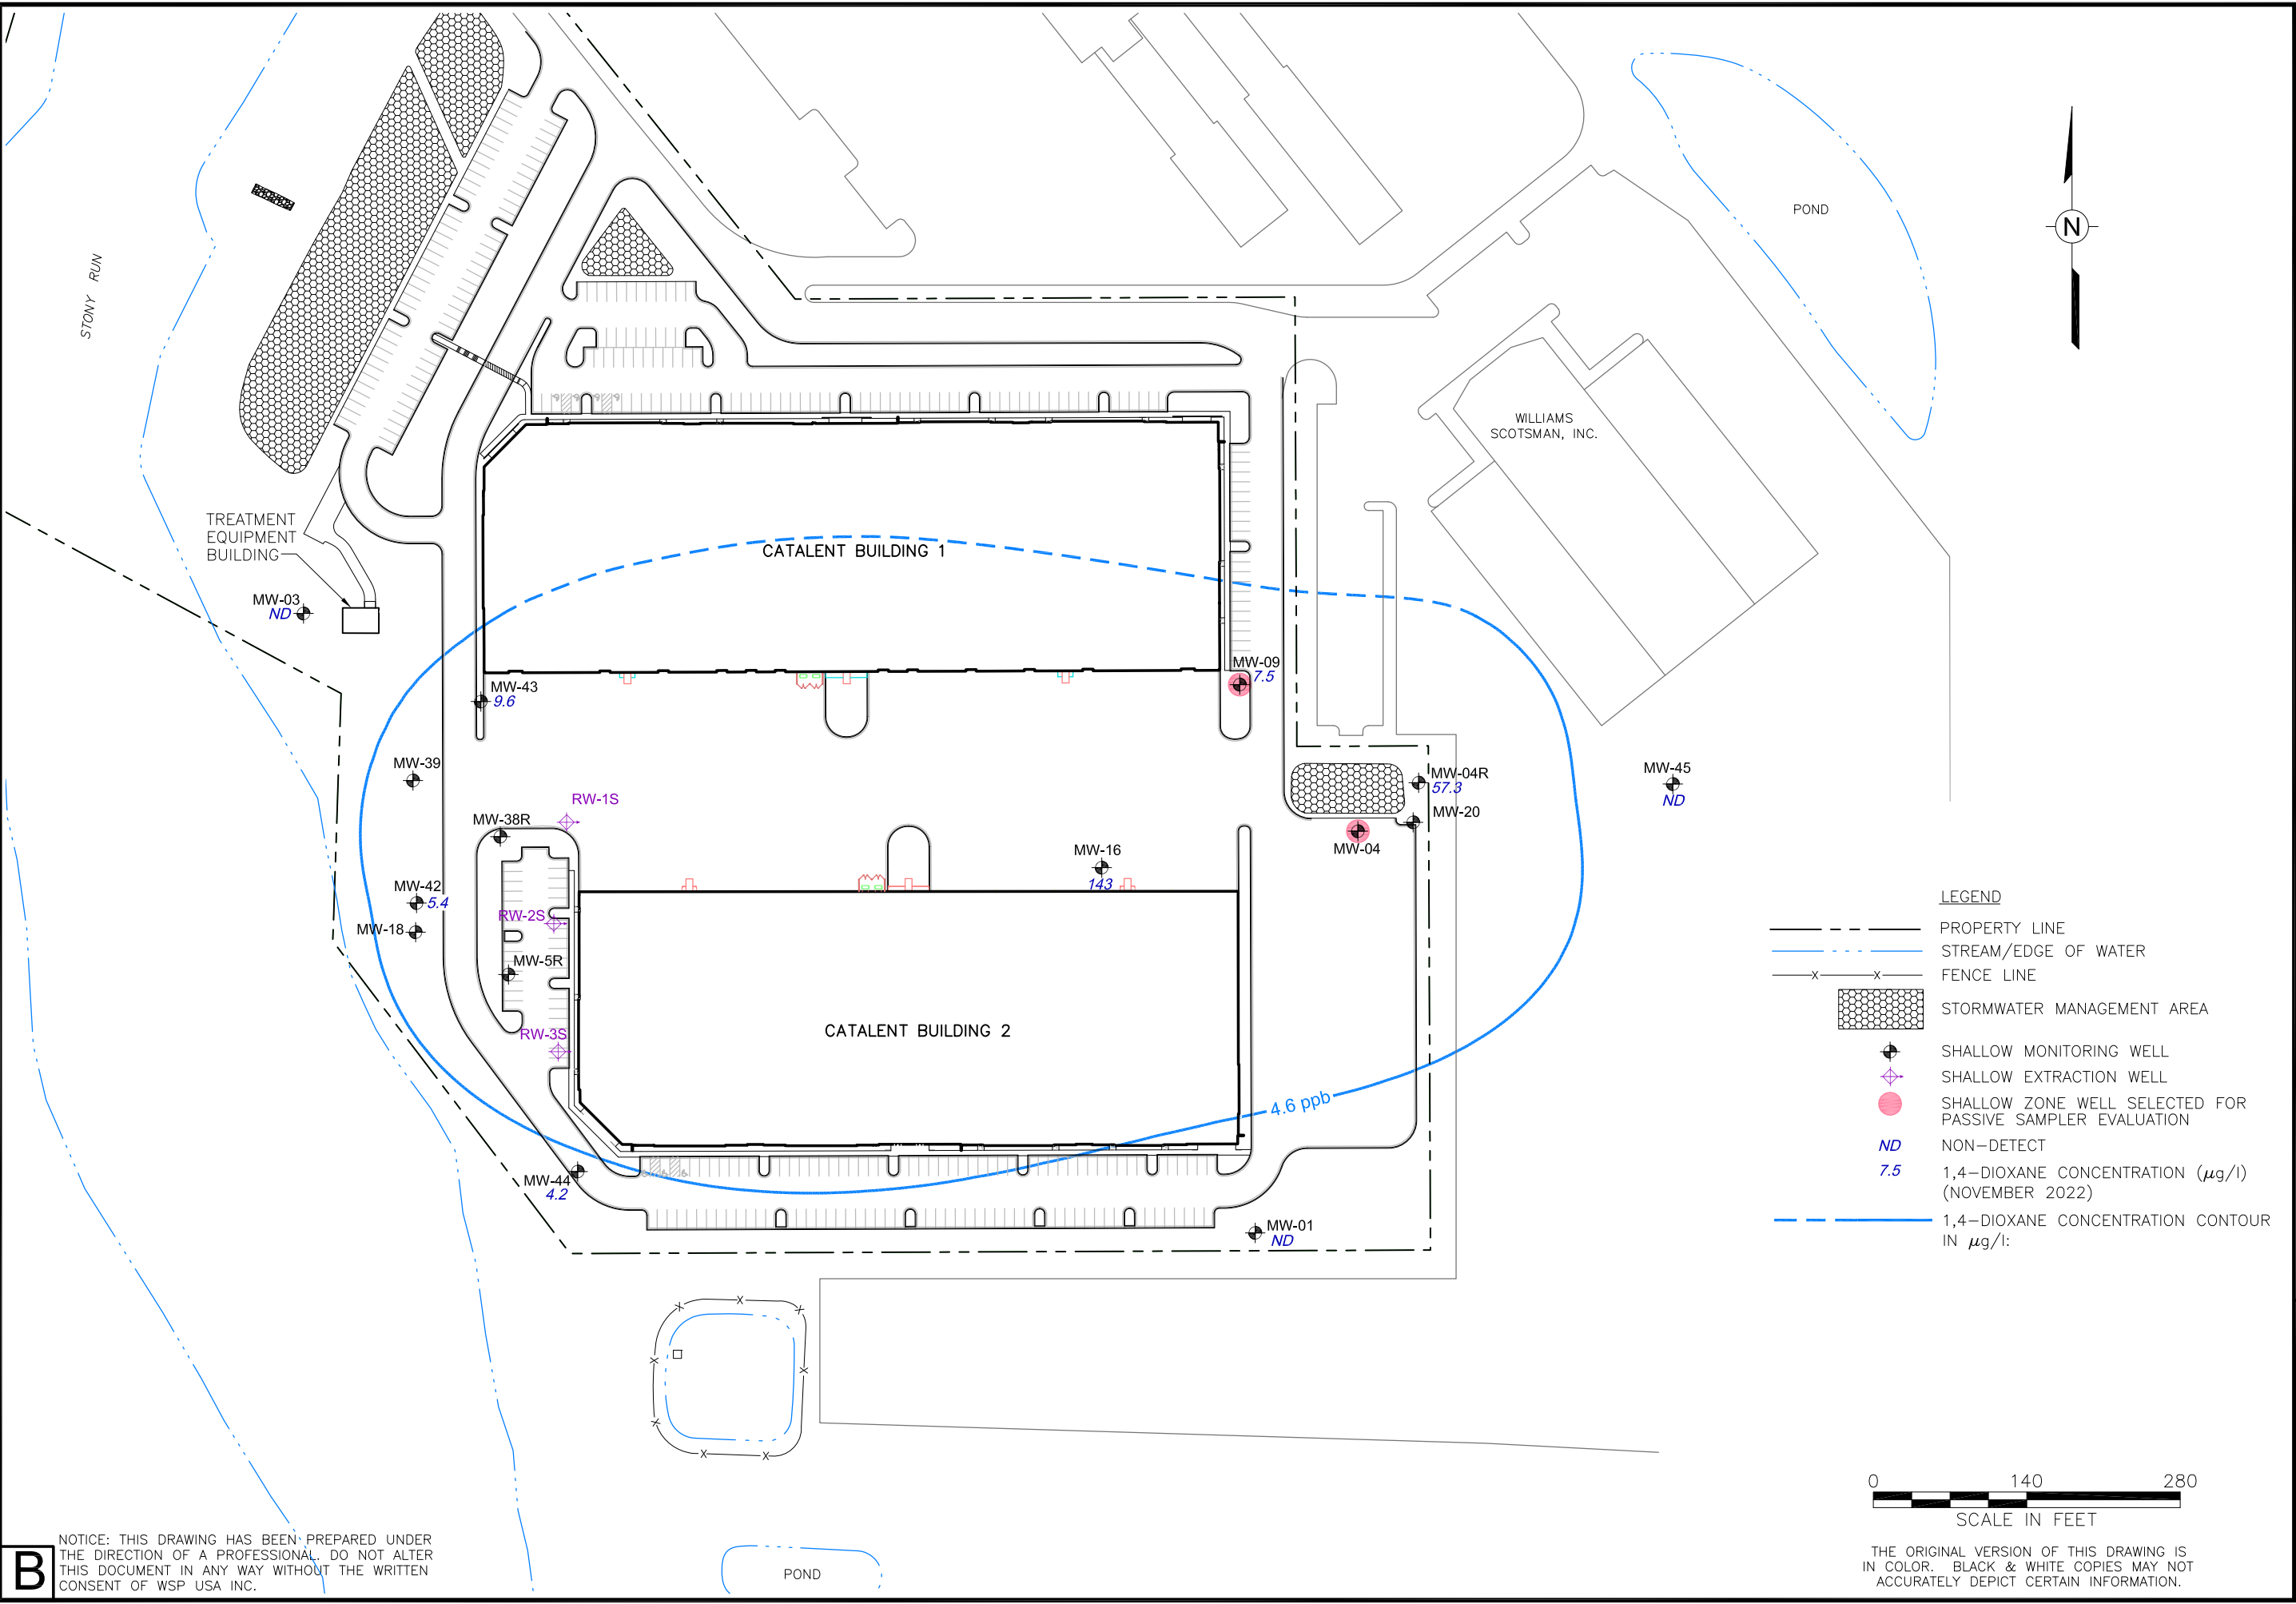 POND
N
STONY RUN
WILLIAMS
SCOTSMAN, INC.
CATALENT BUILDING 1
TREATMENT
EQUIPMENT
BUILDING
MW-03
ND
MW-09
7.5
MW-43
9.6
MW-39
MW-04R
57.3
MW-45
ND
RW-1S
MW-38R
MW-20
MW-04
MW-16
143
MW-42
5.4
RW-2S
MW-18
MW-5R
RW-3S
CATALENT BUILDING 2
4.6 ppb
MW-44
4.2
MW-01
ND
LEGEND
PROPERTY LINE
STREAM/EDGE OF WATER
X X
FENCE LINE
STORMWATER MANAGEMENT AREA
SHALLOW MONITORING WELL
SHALLOW EXTRACTION WELL
SHALLOW ZONE WELL SELECTED FOR
PASSIVE SAMPLER EVALUATION
ND
NON-DETECT
7.5
1,4-DIOXANE CONCENTRATION (μg/l)
(NOVEMBER 2022)
1,4-DIOXANE CONCENTRATION CONTOUR
IN μg/l:
X X X
X X
X
X X
0 140 280
SCALE IN FEET
THE ORIGINAL VERSION OF THIS DRAWING IS
IN COLOR. BLACK & WHITE COPIES MAY NOT
ACCURATELY DEPICT CERTAIN INFORMATION.
POND
B
NOTICE: THIS DRAWING HAS BEEN PREPARED UNDER
THE DIRECTION OF A PROFESSIONAL. DO NOT ALTER
THIS DOCUMENT IN ANY WAY WITHOUT THE WRITTEN
CONSENT OF WSP USA INC.